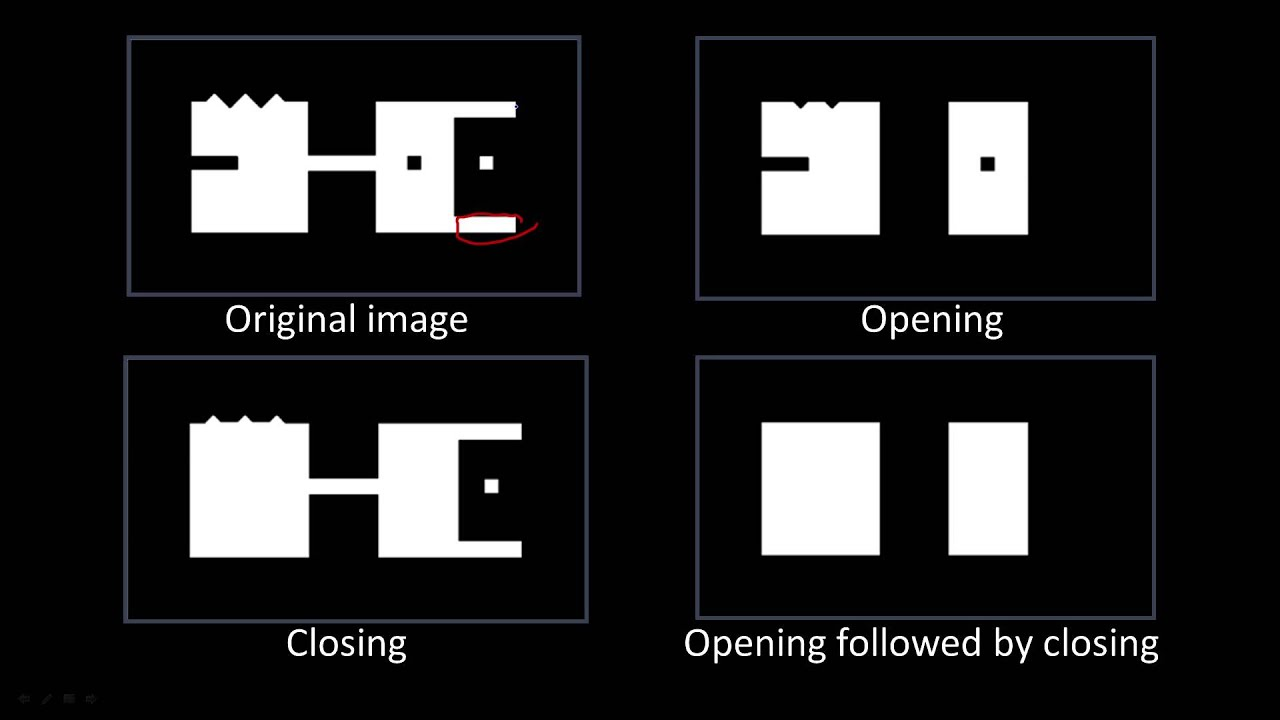 Original image
Opening
Closing
Opening followed by closing